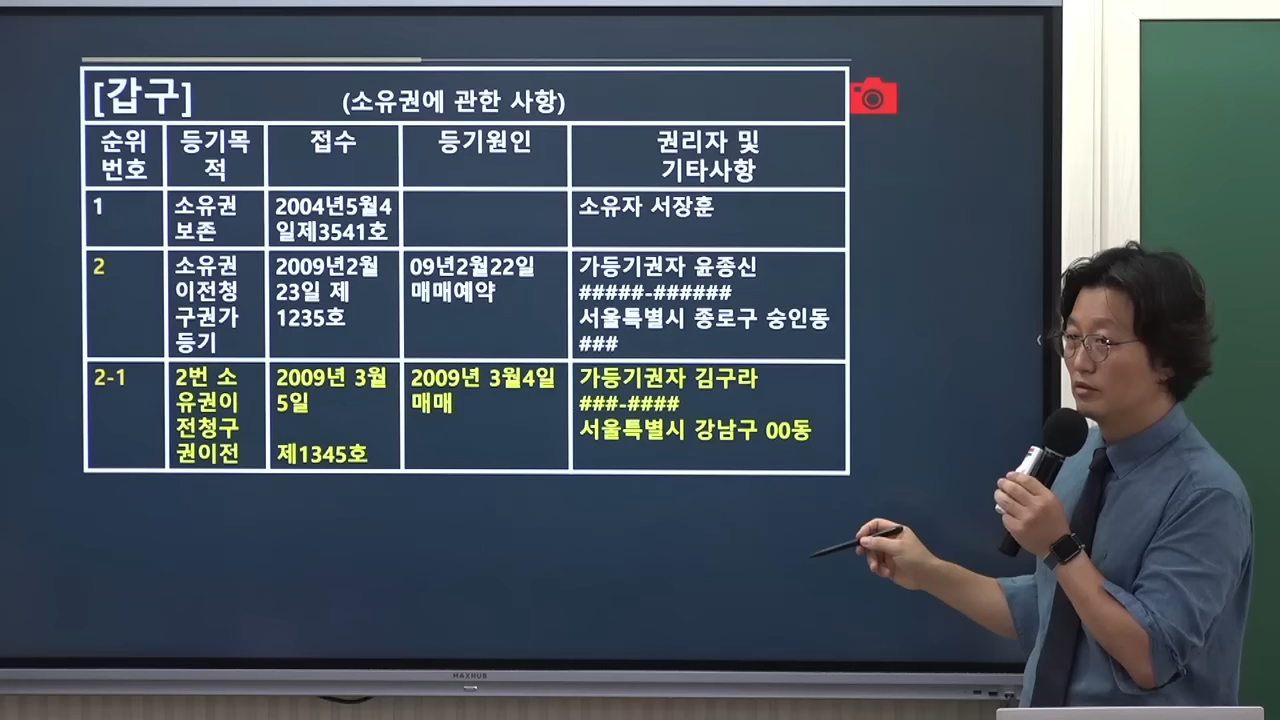 [갑구] (소유권에 관한 사항)
순위 번호 등기목적 접수 등기원인 권리자 및 기타사항
1 소유권 보존 2004년5월4일제3541호 소유자 서장훈
2 소유권이전청구권가등기 2009년2월 23일 제1235호 09년2월22일 매매예약 가등기권자 윤종신
#####-######
서울특별시 종로구 숭인동
###
2-1 2번 소유권이전청구권이전 2009년 3월 5일 제1345호 2009년 3월4일 매매 가등기권자 김구라
###-####
서울특별시 강남구 00동
MAXHUB